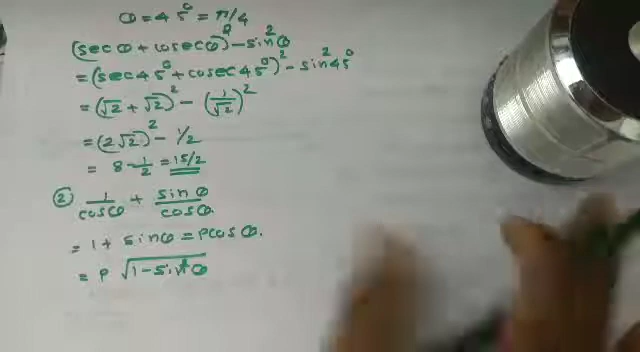 θ = 45° = π/4
(secθ + cosecθ)² - sin²θ
= (sec45° + cosec45°)² - sin²45°
= (√2 + √2)² - (1/√2)²
= (2√2)² - 1/2
= 8 - 1/2 = 15/2
② 1/cosθ + sinθ/cosθ.
= 1 + sinθ = Pcosθ.
= P √1-sin²θ